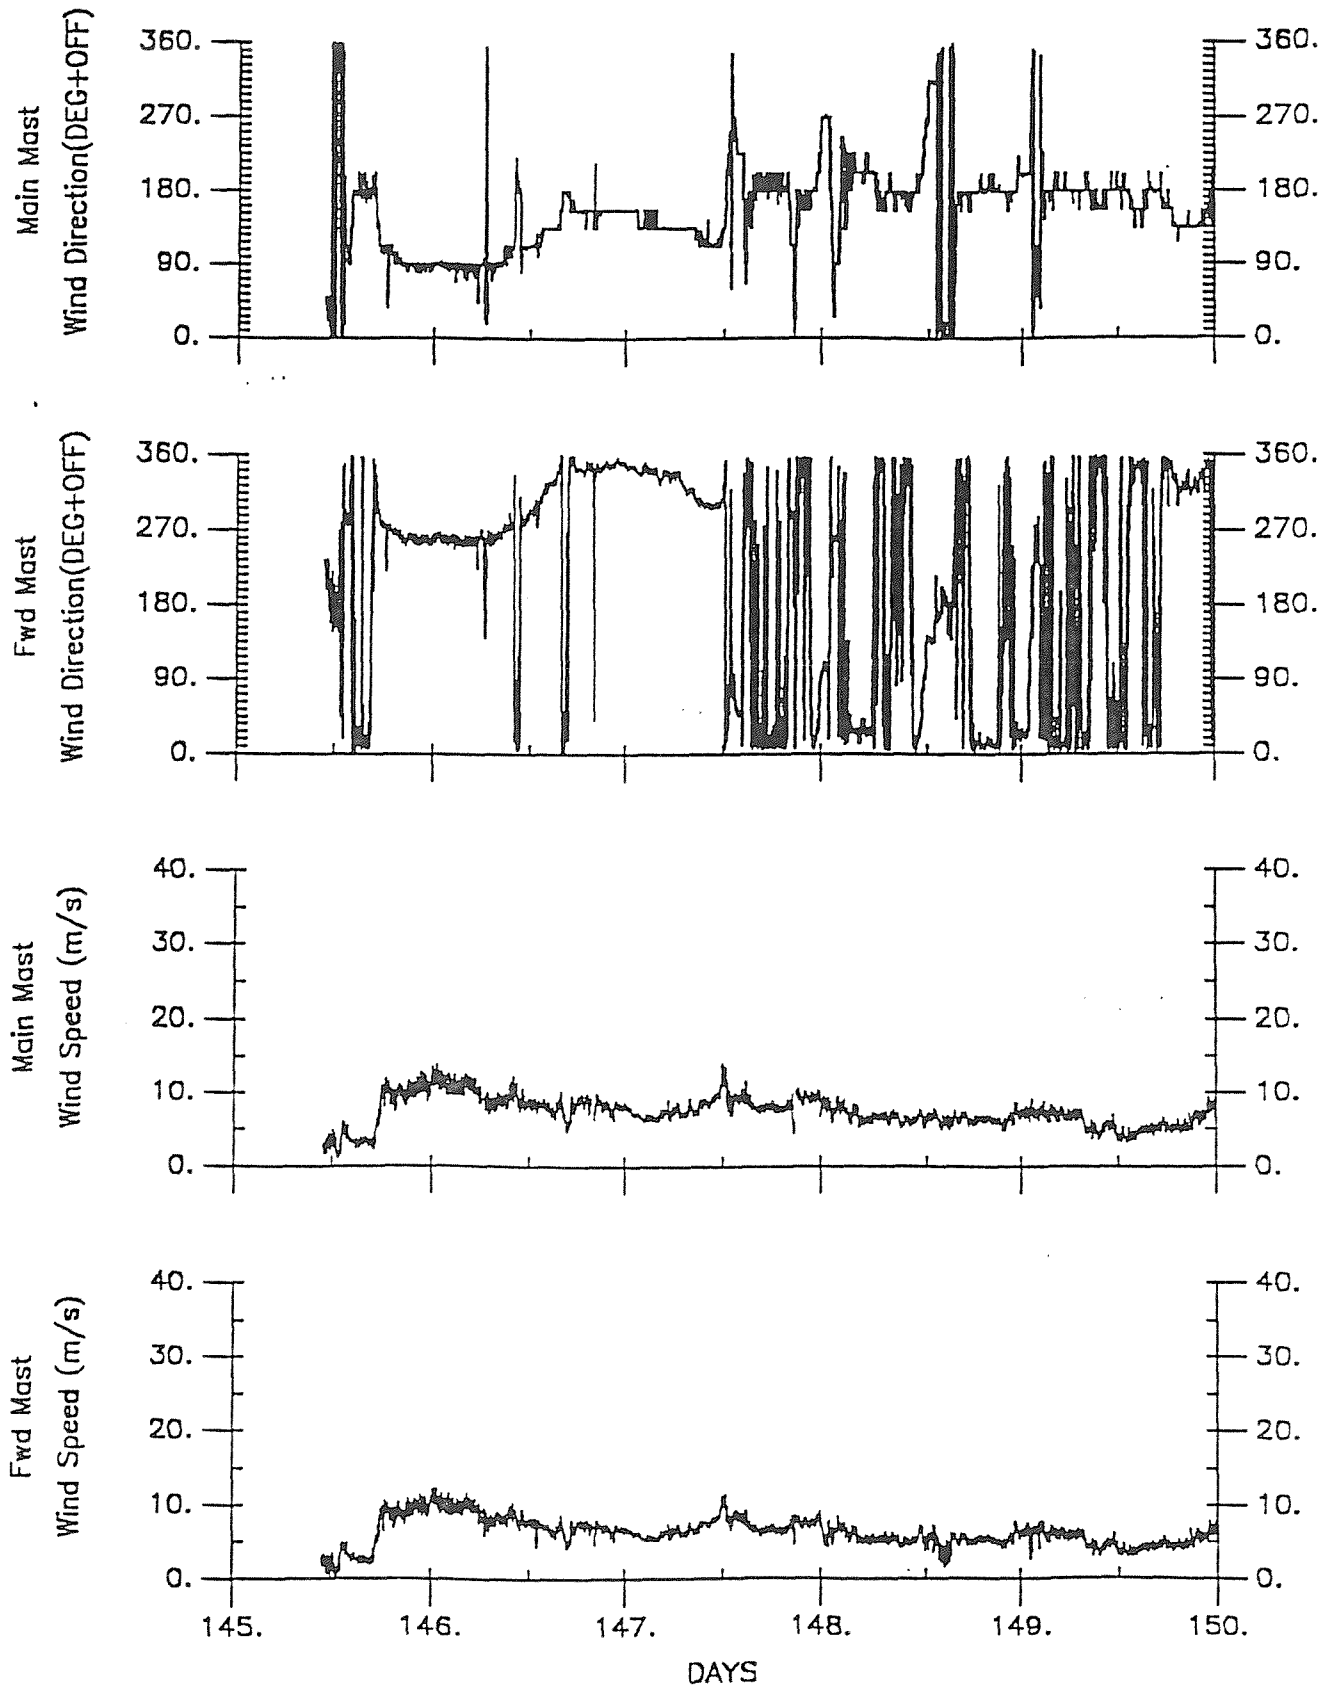 Main Mast
Wind Direction(DEG+OFF)
360. 360.
270. 270.
180. 180.
90. 90.
0. 0.
Fwd Mast
Wind Direction(DEG+OFF)
360. 360.
270. 270.
180. 180.
90. 90.
0. 0.
Main Mast
Wind Speed (m/s)
40. 40.
30. 30.
20. 20.
10. 10.
0. 0.
Fwd Mast
Wind Speed (m/s)
40. 40.
30. 30.
20. 20.
10. 10.
0. 0.
145. 146. 147. 148. 149. 150.
DAYS